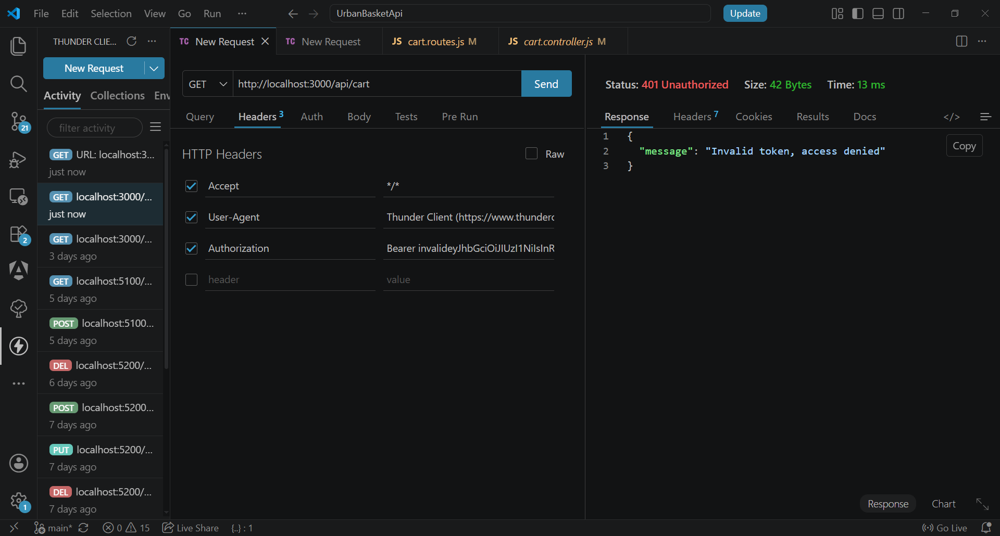 File Edit Selection View Go Run ···
UrbanBasketApi
Update
THUNDER CLIE... ···
New Request
Activity Collections Env
filter activity
GET URL: localhost:3...
just now
GET localhost:3000/...
just now
GET localhost:3000/...
3 days ago
GET localhost:5100/...
5 days ago
POST localhost:5100...
5 days ago
DEL localhost:5200/...
6 days ago
POST localhost:5200...
7 days ago
PUT localhost:5200/...
7 days ago
DEL localhost:5200/...
7 days ago
21
2
1
TC New Request
TC New Request
JS cart.routes.js M
JS cart.controller.js M
GET http://localhost:3000/api/cart Send
Query Headers 3 Auth Body Tests Pre Run
HTTP Headers Raw
Accept */*
User-Agent Thunder Client (https://www.thunderc
Authorization Bearer invalideyJhbGciOiJIUzI1NiIsInR
header value
Status: 401 Unauthorized Size: 42 Bytes Time: 13 ms
Response Headers 7 Cookies Results Docs </>
1 {
2 "message": "Invalid token, access denied"
3 }
Copy
Response Chart
main* 0 15 Live Share {..} : 1
Go Live